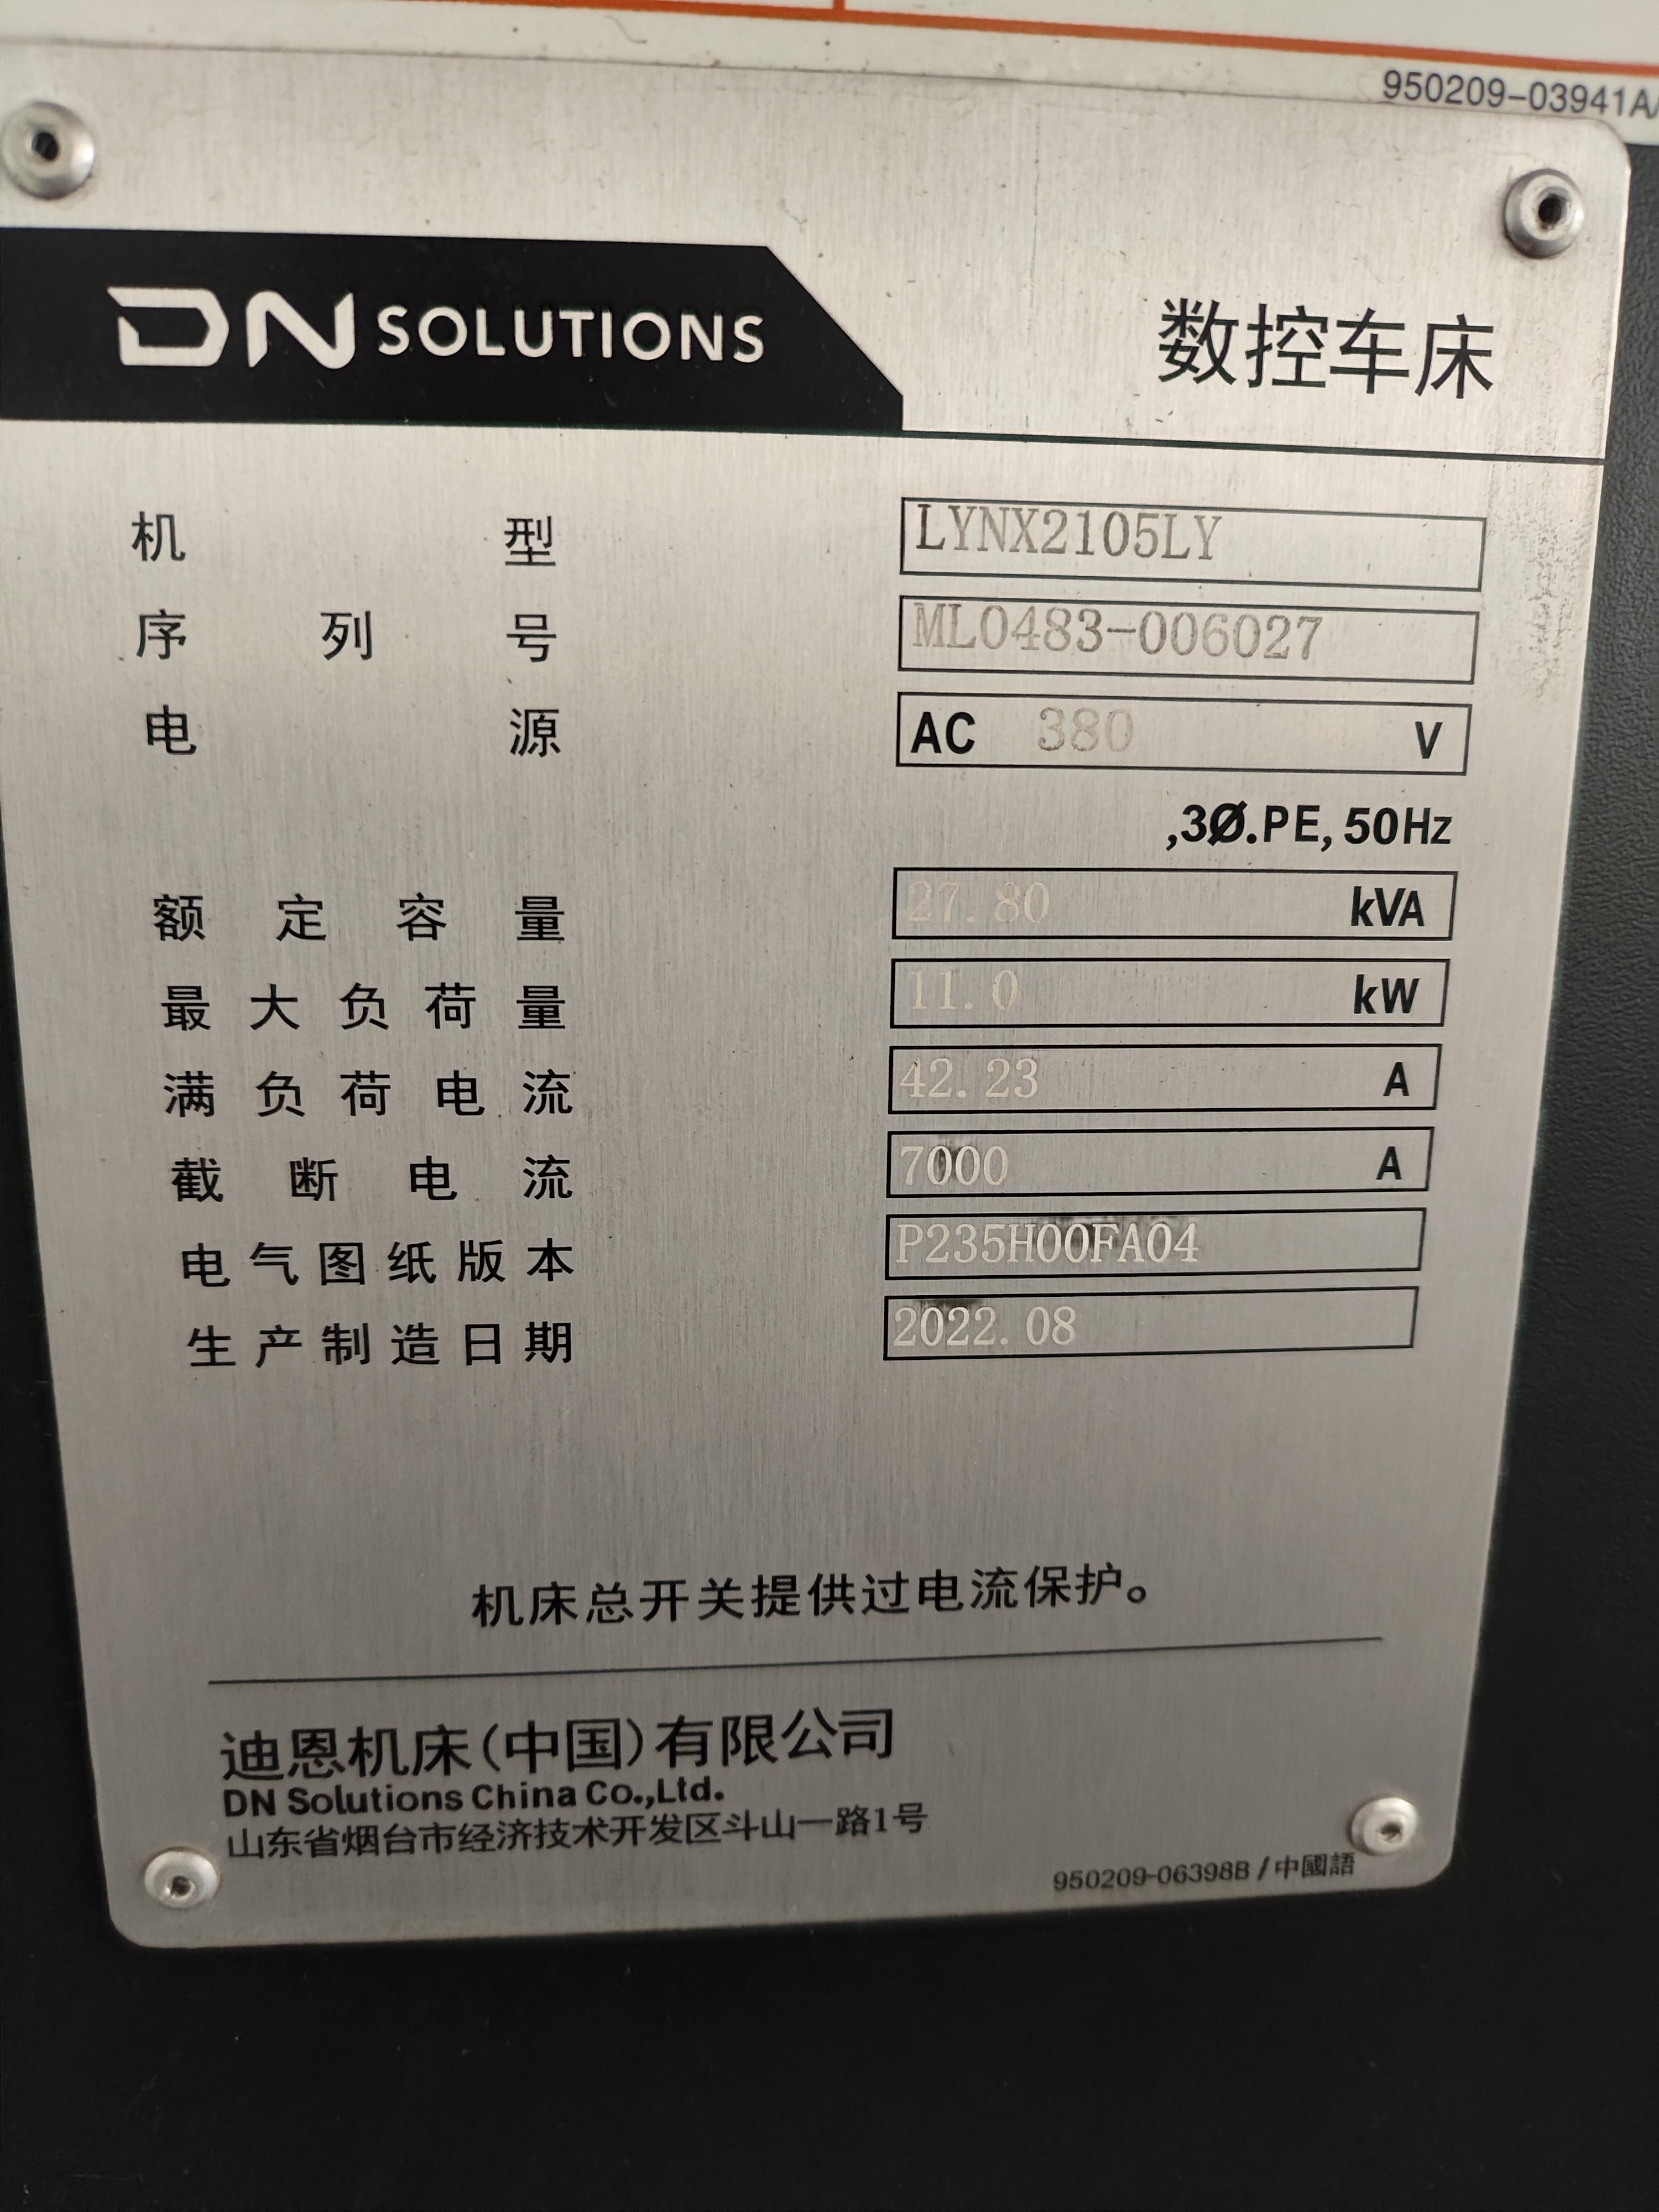 950209-03941A
DN SOLUTIONS
数控车床
机型 LYNX2105LY
序列号 ML0483-006027
电源 AC 380 V
,3Ø.PE, 50Hz
额定容量 27.80 kVA
最大负荷量 11.0 kW
满负荷电流 42.23 A
截断电流 7000 A
电气图纸版本 P235H00FA04
生产制造日期 2022.08
机床总开关提供过电流保护。
迪恩机床(中国)有限公司
DN Solutions China Co.,Ltd.
山东省烟台市经济技术开发区斗山一路1号
950209-06398B / 中國語